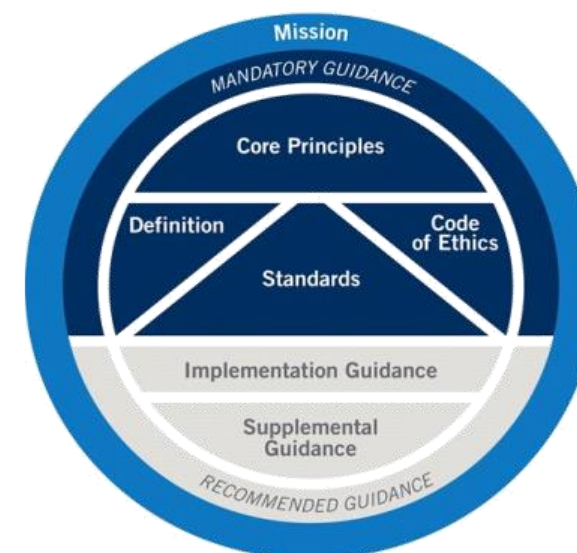 Mission
MANDATORY GUIDANCE
Core Principles
Definition
Code
of Ethics
Standards
Implementation Guidance
Supplemental
Guidance
RECOMMENDED GUIDANCE